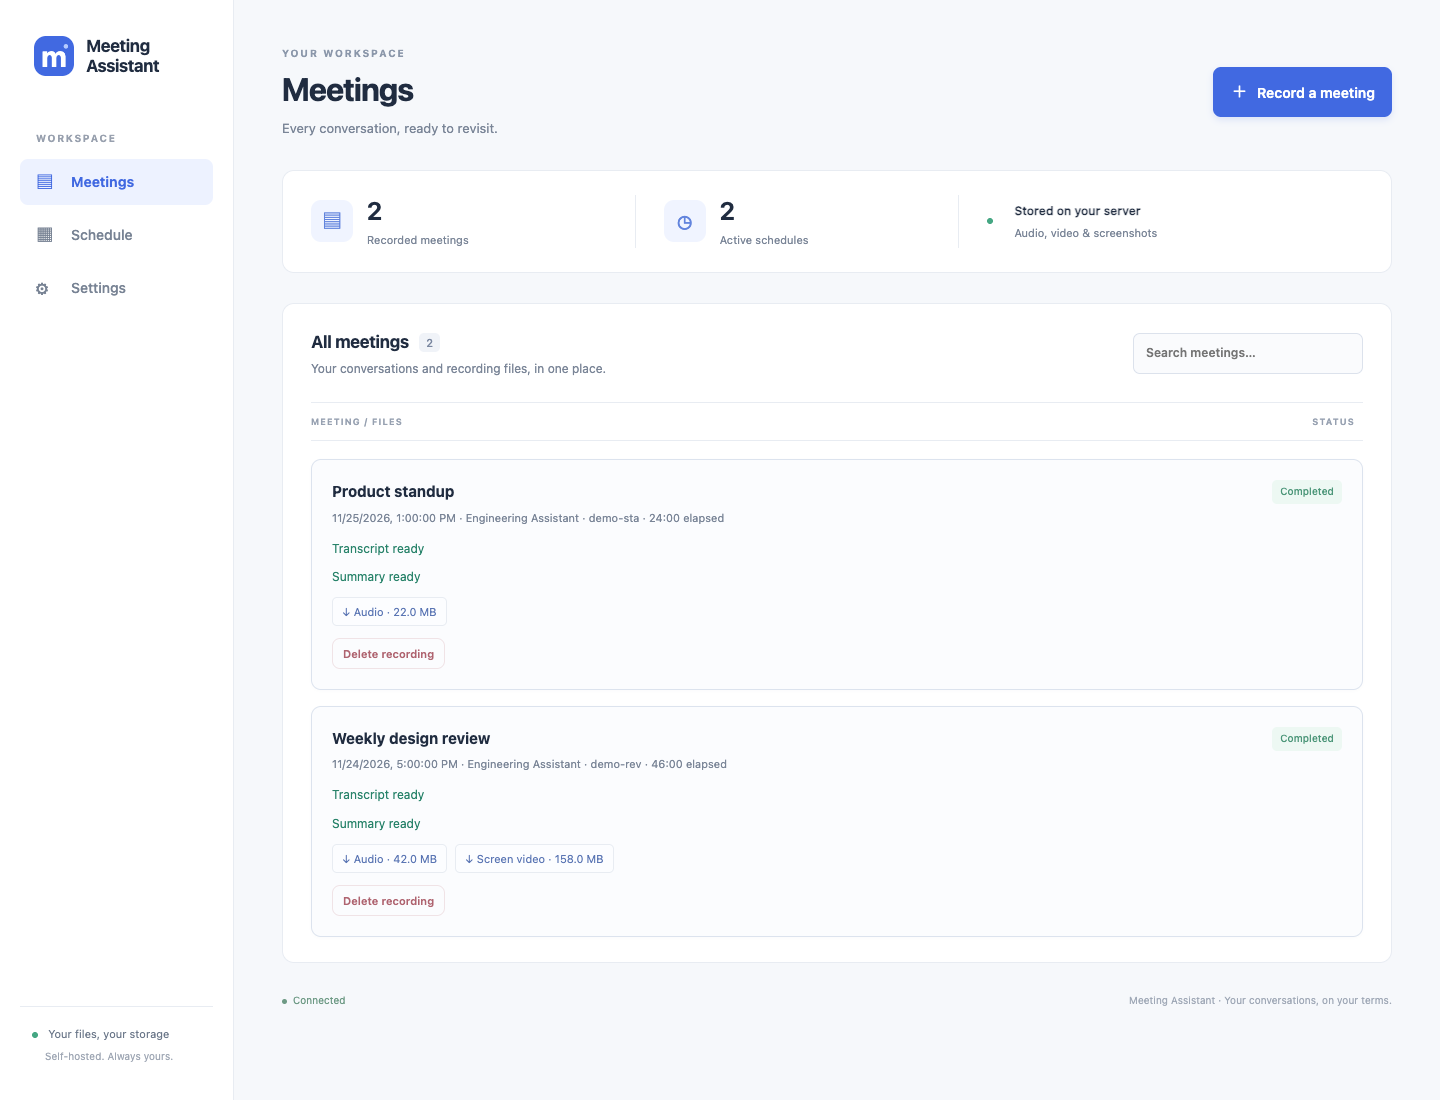 Meeting
Assistant
WORKSPACE
Meetings
Schedule
Settings
Your files, your storage
Self-hosted. Always yours.
YOUR WORKSPACE
Meetings
Every conversation, ready to revisit.
+ Record a meeting
2
Recorded meetings
2
Active schedules
Stored on your server
Audio, video & screenshots
All meetings 2
Your conversations and recording files, in one place.
Search meetings...
MEETING / FILES STATUS
Product standup Completed
11/25/2026, 1:00:00 PM · Engineering Assistant · demo-sta · 24:00 elapsed
Transcript ready
Summary ready
↓ Audio · 22.0 MB
Delete recording
Weekly design review Completed
11/24/2026, 5:00:00 PM · Engineering Assistant · demo-rev · 46:00 elapsed
Transcript ready
Summary ready
↓ Audio · 42.0 MB ↓ Screen video · 158.0 MB
Delete recording
Connected
Meeting Assistant · Your conversations, on your terms.